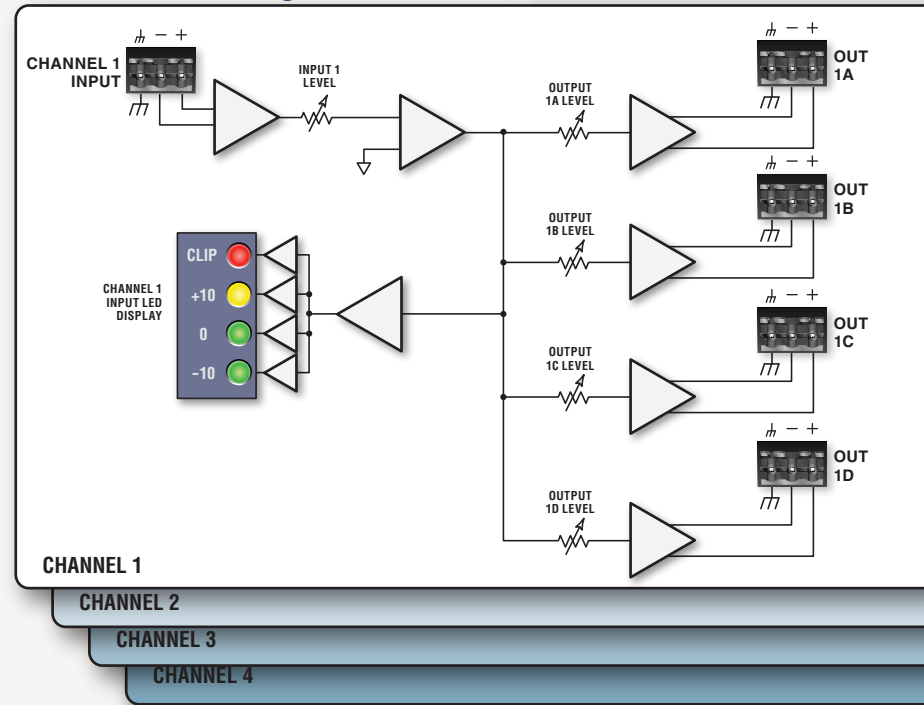 CHANNEL 1
INPUT
− +
INPUT 1
LEVEL
OUTPUT
1A LEVEL
− +
OUT
1A
OUTPUT
1B LEVEL
− +
OUT
1B
CHANNEL 1
INPUT LED
DISPLAY
CLIP
+10
0
−10
OUTPUT
1C LEVEL
− +
OUT
1C
OUTPUT
1D LEVEL
− +
OUT
1D
CHANNEL 1
CHANNEL 2
CHANNEL 3
CHANNEL 4